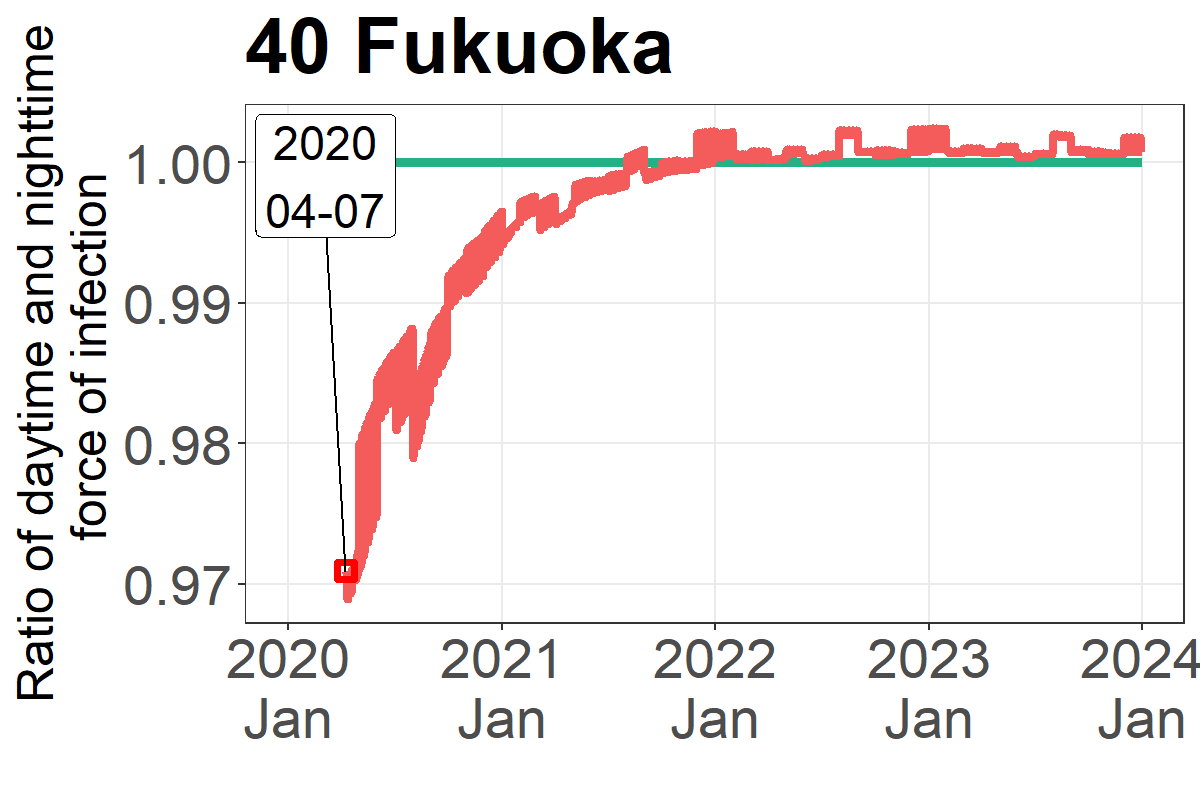 40 Fukuoka
Ratio of daytime and nighttime
force of infection
2020
04-07
1.00
0.99
0.98
0.97
2020
Jan
2021
Jan
2022
Jan
2023
Jan
2024
Jan